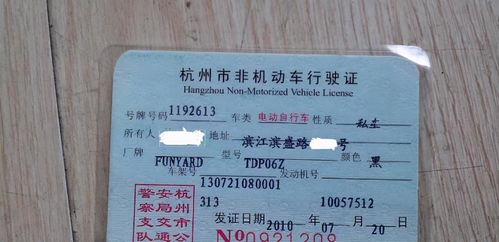 杭州市非机动车行驶证
Hangzhou Non-Motorized Vehicle License
号牌号码 1192613 车类 电动自行车 性质 私车
所有人 地址 滨江滨盛路 号
厂牌 FUNYARD 型号 TDP06Z 颜色 黑
车架号 130721080001 发动机号
313 10057512
发证日期 2010 年 07 月 20 日
杭州市公
安局交通
警察支队
№0921208